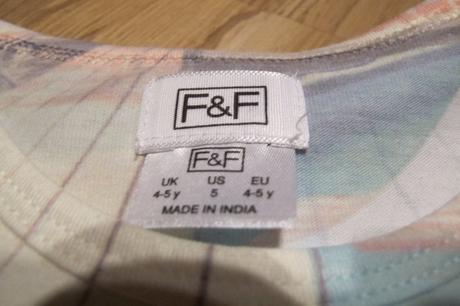 F&F
F&F
UK US EU
4-5 y 5 4-5 y
MADE IN INDIA